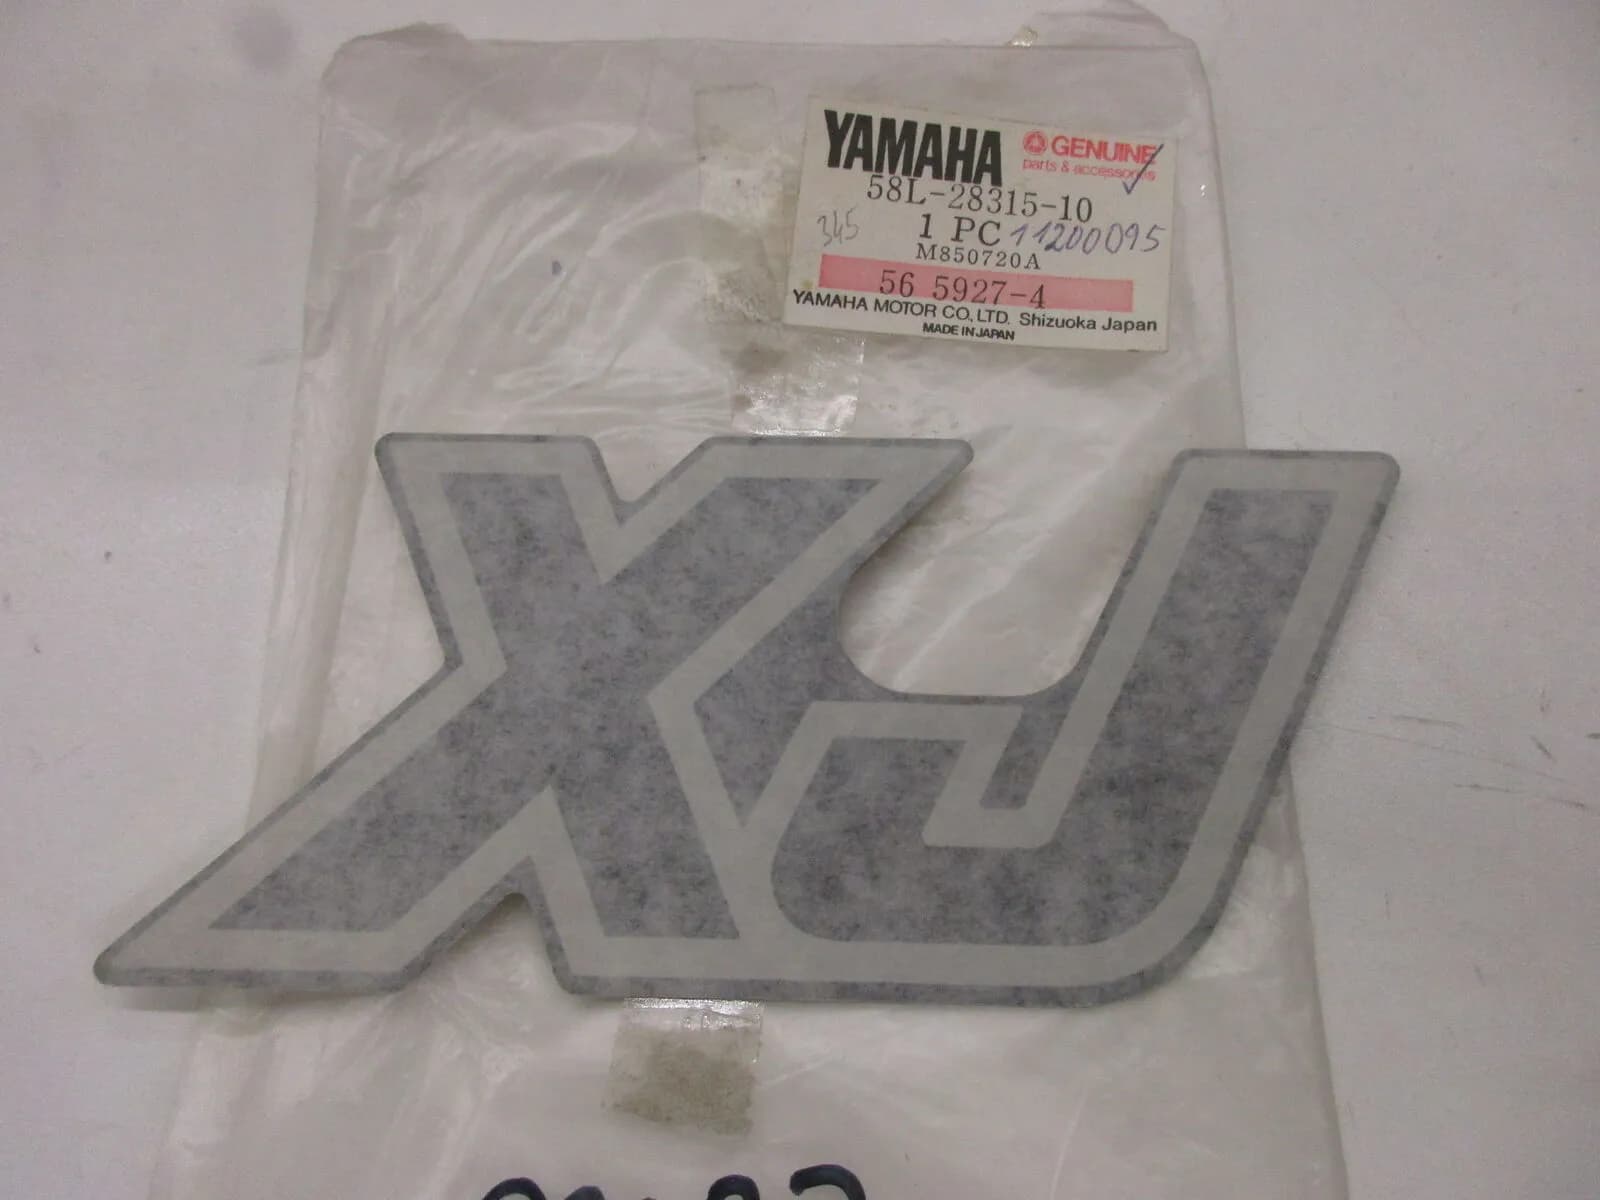 YAMAHA GENUINE
parts & accessories
58L-28315-10
345 1 PC 11200095
M850720A
56 5927-4
YAMAHA MOTOR CO., LTD. Shizuoka Japan
MADE IN JAPAN
XJ